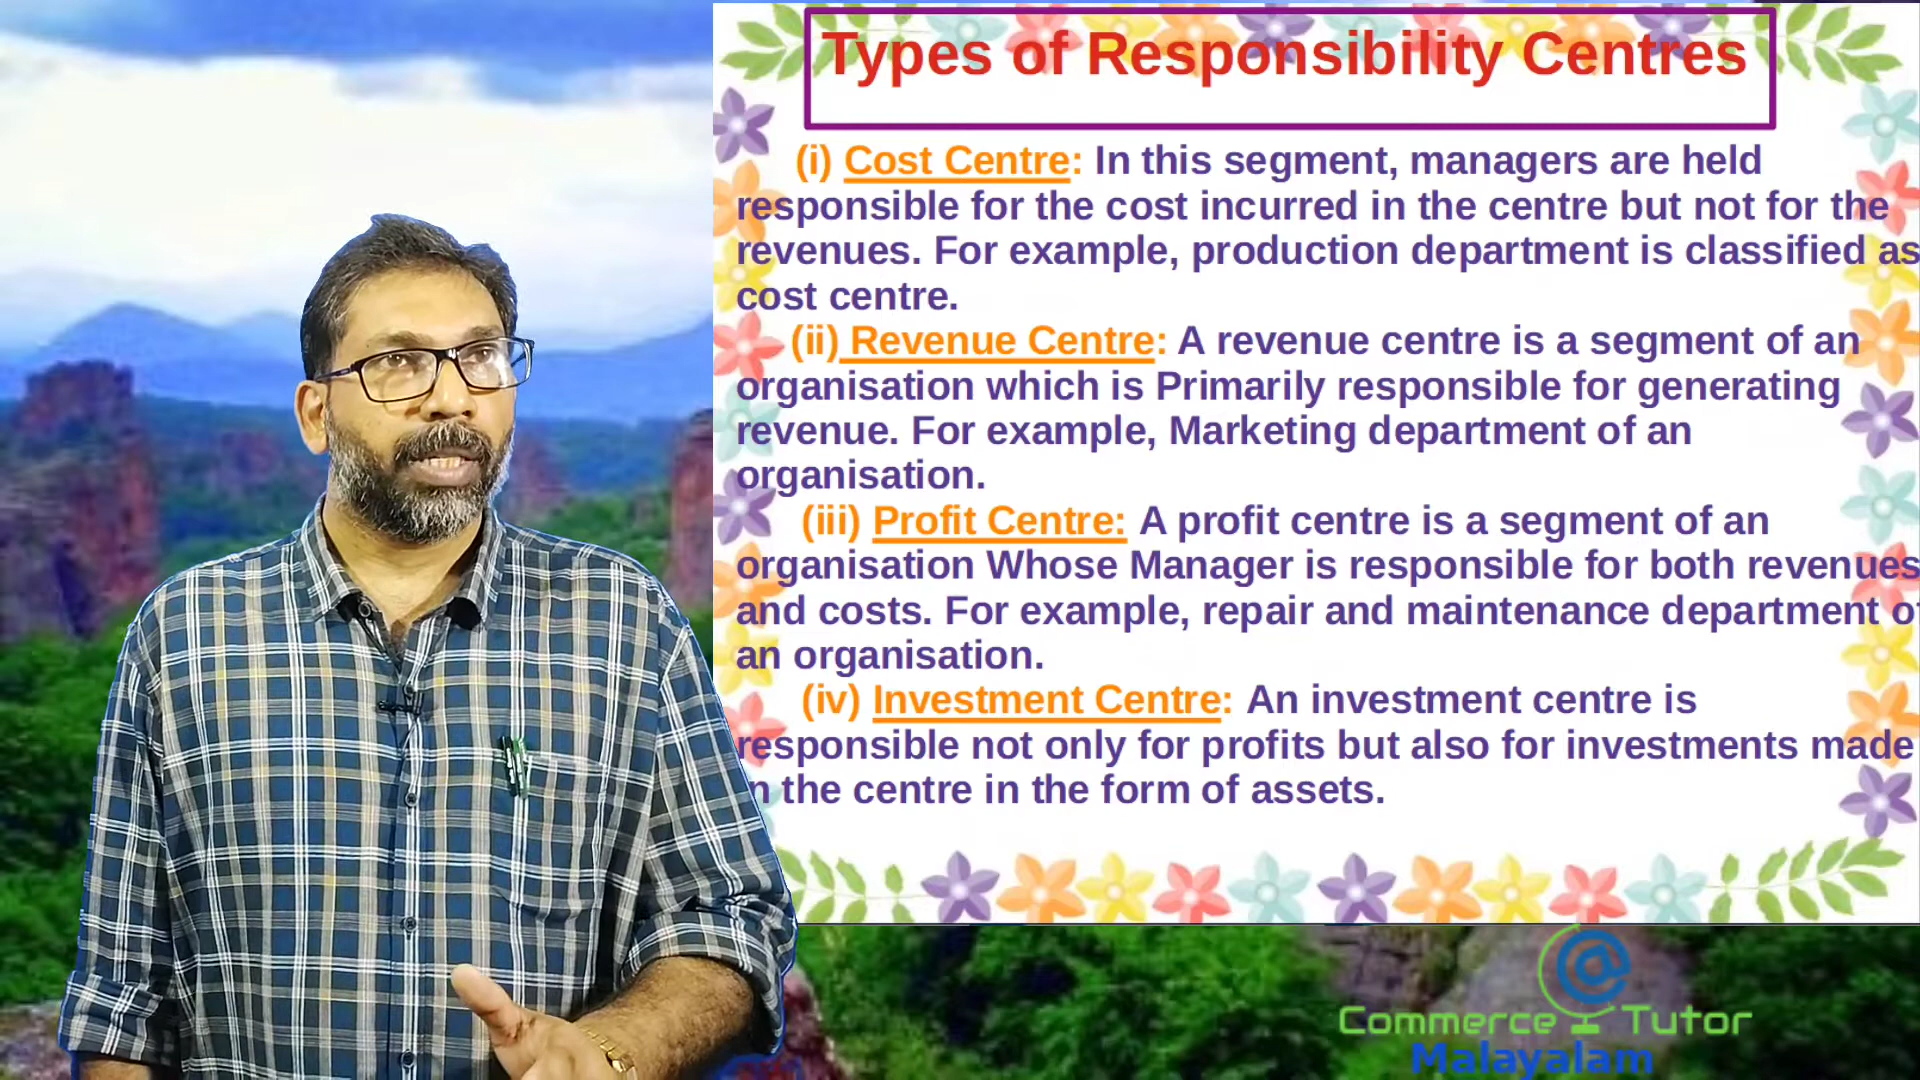 Types of Responsibility Centres
(i) Cost Centre: In this segment, managers are held
responsible for the cost incurred in the centre but not for the
revenues. For example, production department is classified as
cost centre.
(ii) Revenue Centre: A revenue centre is a segment of an
organisation which is Primarily responsible for generating
revenue. For example, Marketing department of an
organisation.
(iii) Profit Centre: A profit centre is a segment of an
organisation Whose Manager is responsible for both revenues
and costs. For example, repair and maintenance department of
an organisation.
(iv) Investment Centre: An investment centre is
responsible not only for profits but also for investments made
in the centre in the form of assets.
@
Commerce Tutor
Malayalam